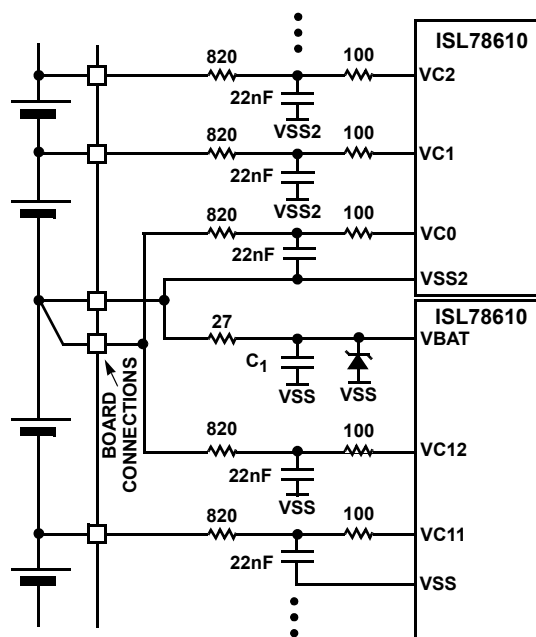 ISL78610
820
100
VC2
22nF
VSS2
820
100
VC1
22nF
VSS2
820
100
VC0
22nF
VSS2
ISL78610
27
VBAT
C1
VSS
VSS
BOARD
CONNECTIONS
820
100
VC12
22nF
VSS
820
100
VC11
22nF
VSS